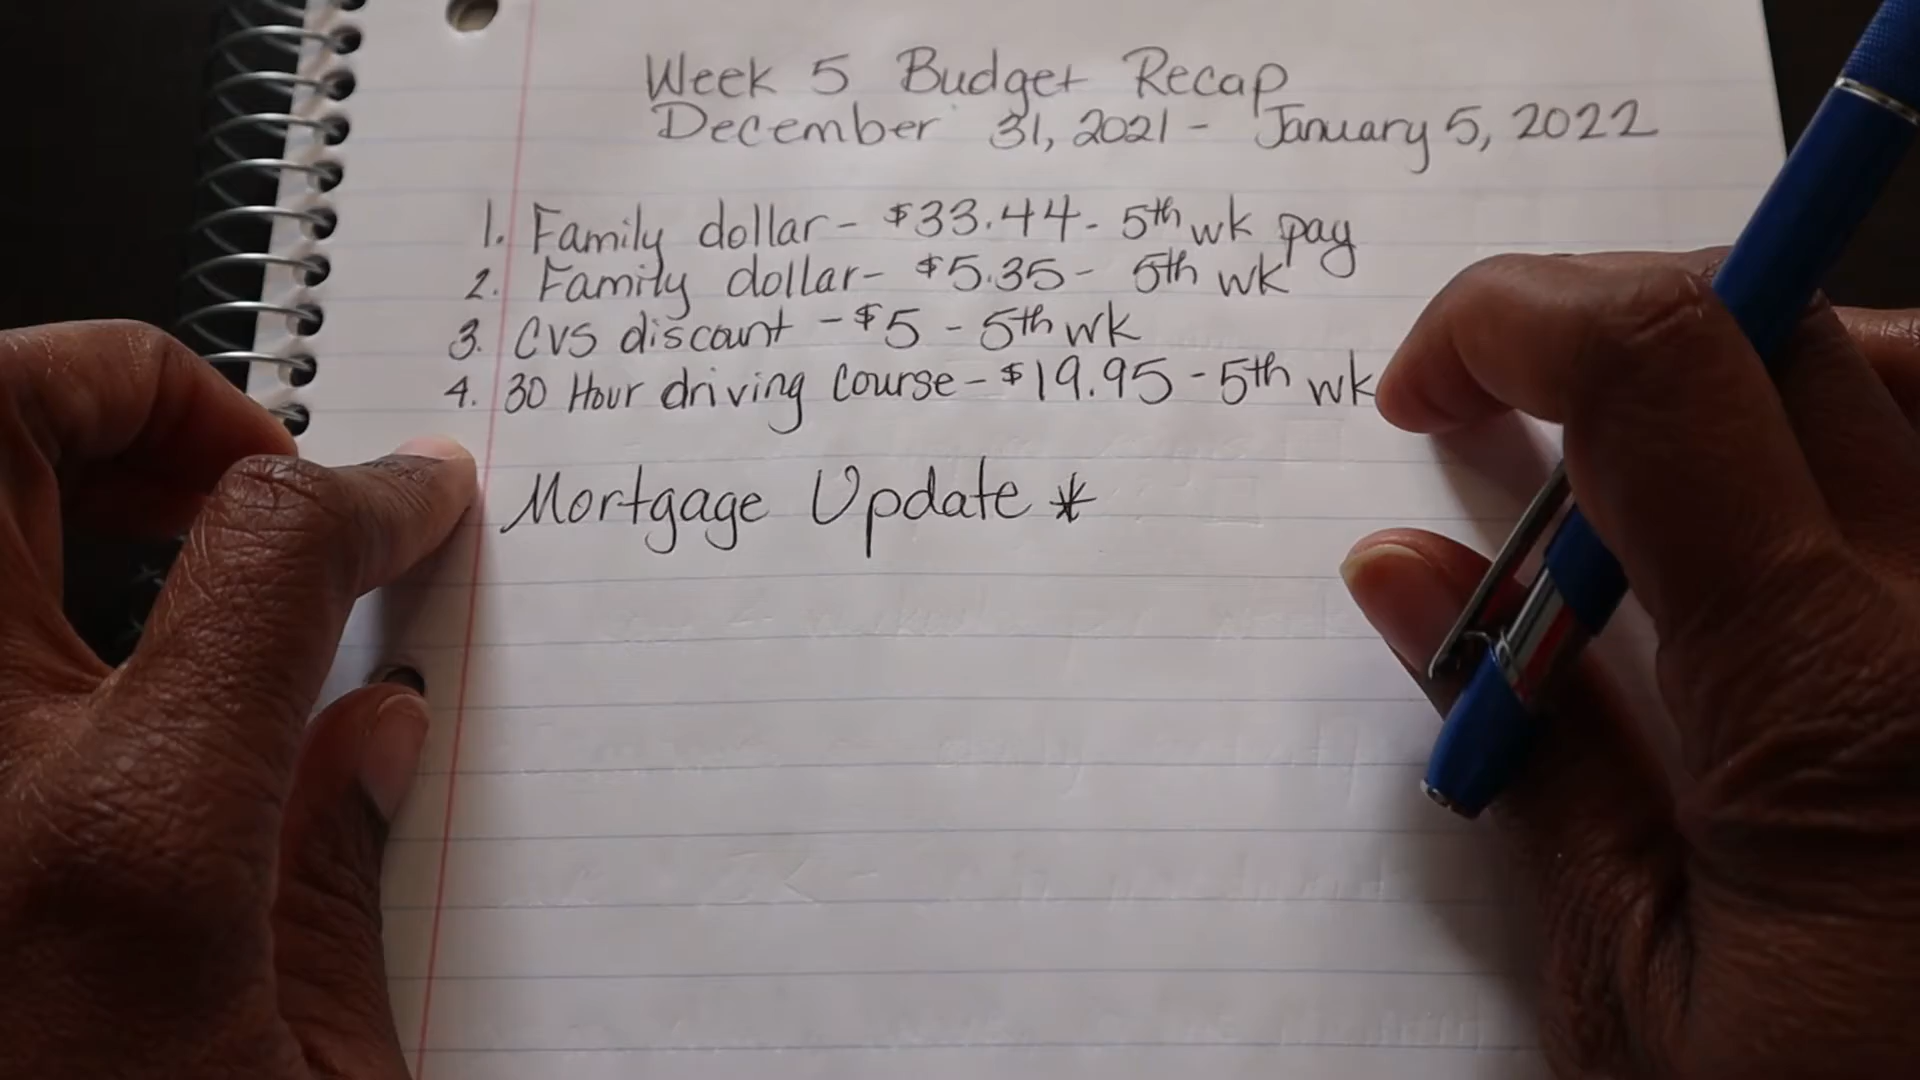 Week 5 Budget Recap
December 31, 2021 - January 5, 2022
1. Family dollar - $33.44 - 5th wk pay
2. Family dollar - $5.35 - 5th wk
3. CVS discount - $5 - 5th wk
4. 30 Hour driving course - $19.95 - 5th wk
Mortgage Update *